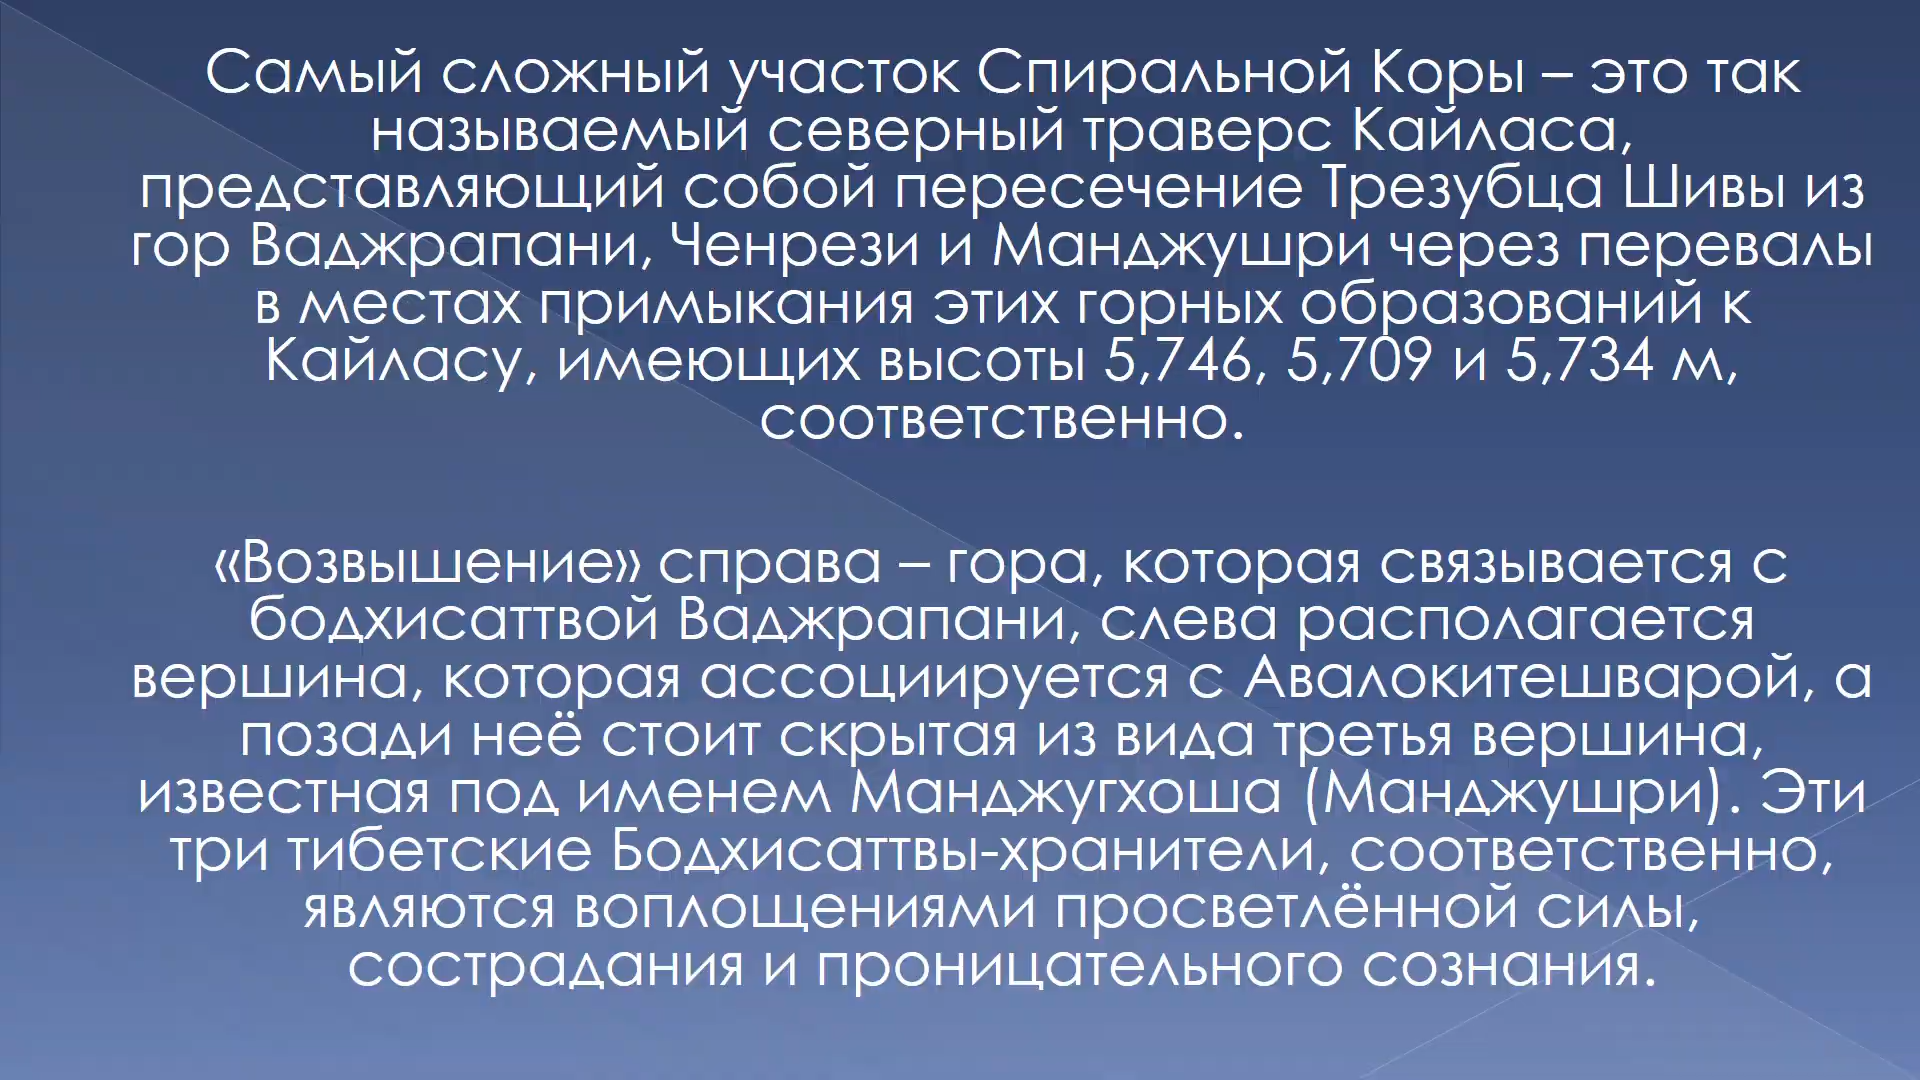 Самый сложный участок Спиральной Коры – это так
называемый северный траверс Кайласа,
представляющий собой пересечение Трезубца Шивы из
гор Ваджрапани, Ченрези и Манджушри через перевалы
в местах примыкания этих горных образований к
Кайласу, имеющих высоты 5,746, 5,709 и 5,734 м,
соответственно.
«Возвышение» справа – гора, которая связывается с
бодхисаттвой Ваджрапани, слева располагается
вершина, которая ассоциируется с Авалокитешварой, а
позади неё стоит скрытая из вида третья вершина,
известная под именем Манджугхоша (Манджушри). Эти
три тибетские Бодхисаттвы-хранители, соответственно,
являются воплощениями просветлённой силы,
сострадания и проницательного сознания.